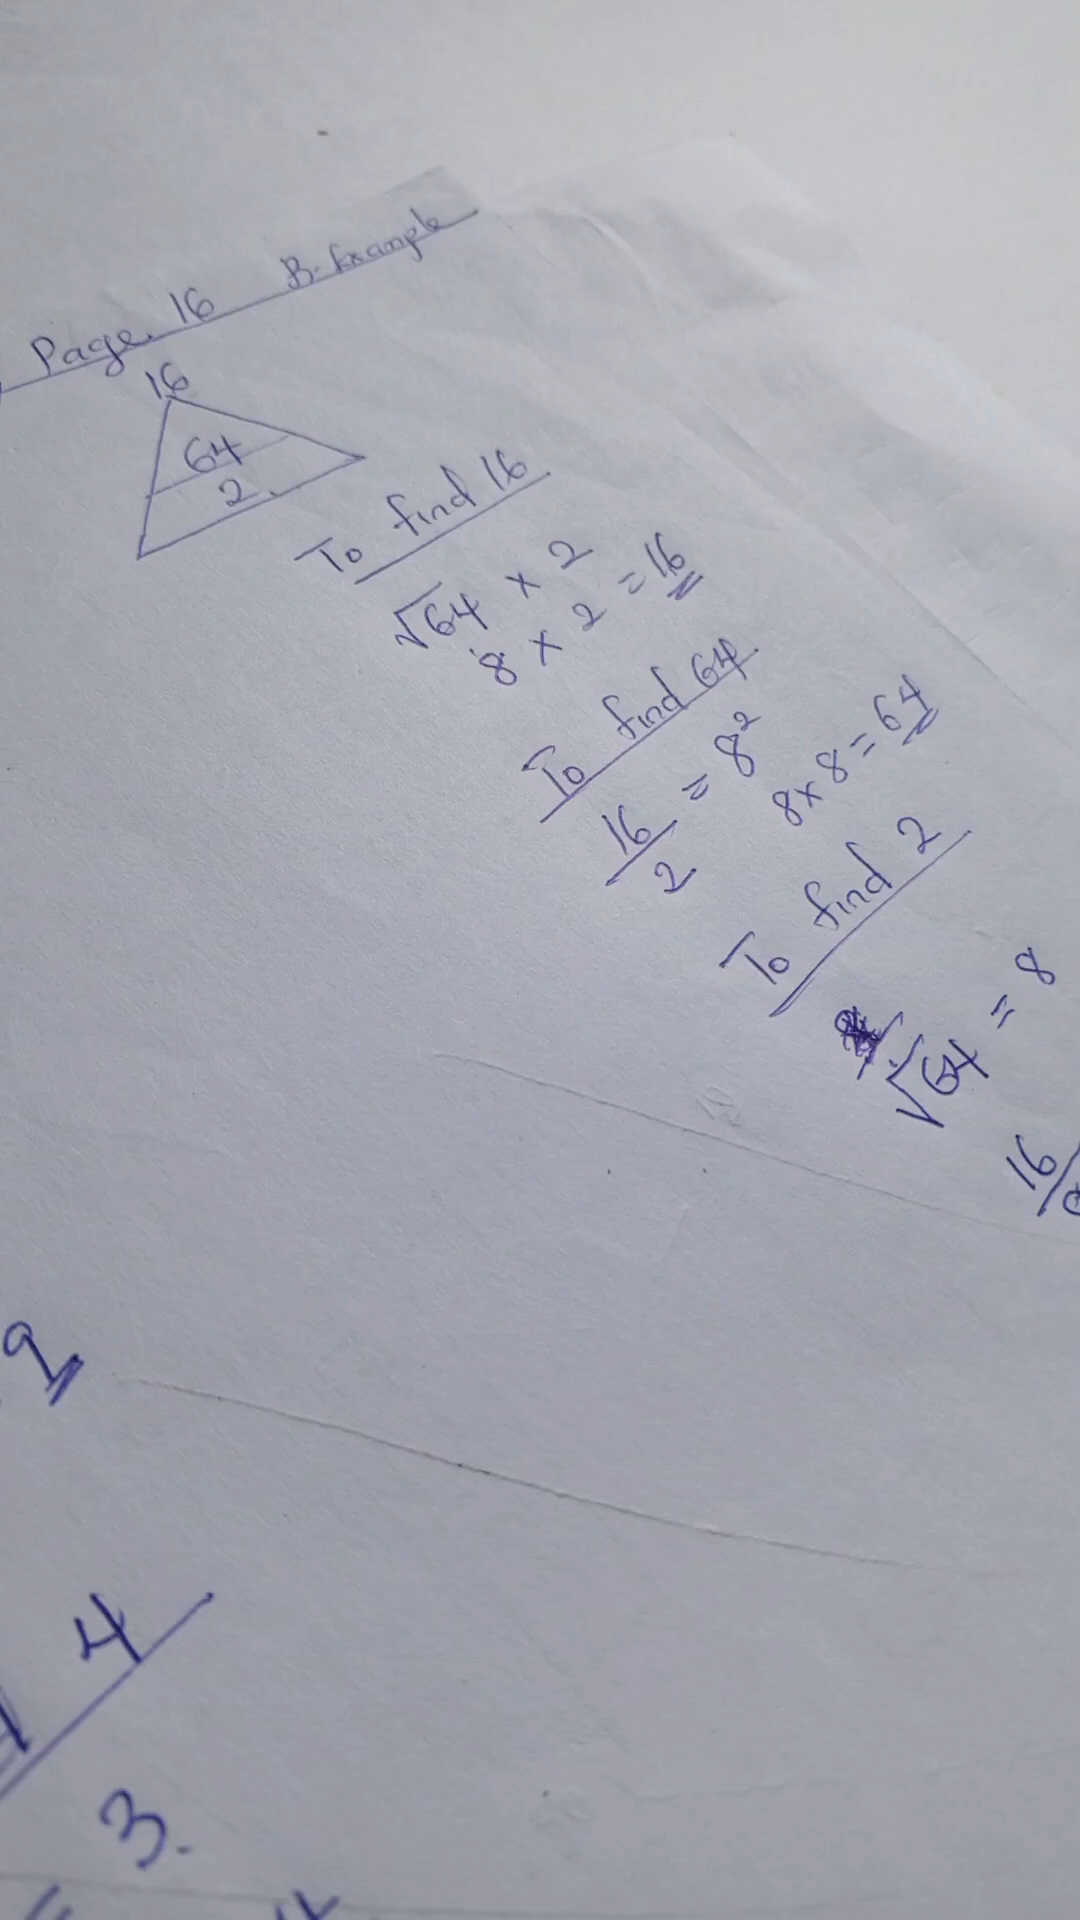 Page. 16 B. Example
16
64
2
To find 16
√64 × 2
8 × 2 = 16
To find 64
16/2 = 8²
8 × 8 = 64
To find 2
√64 = 8
16
2
4
3.